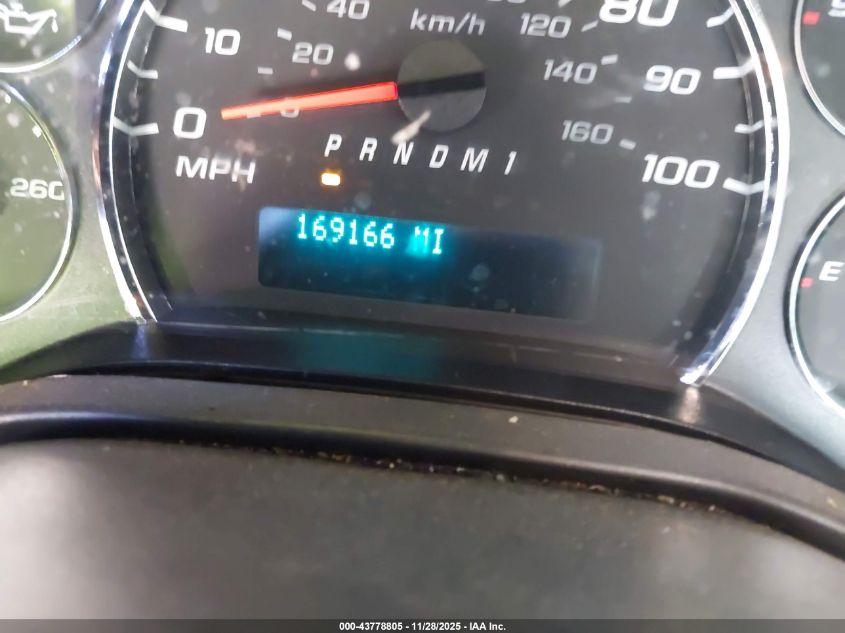 40 km/h 120 80
10 20 140 90
0 160 100
MPH P R N D M 1
260
169166 MI
E
000-43778805 - 11/28/2025 - IAA Inc.